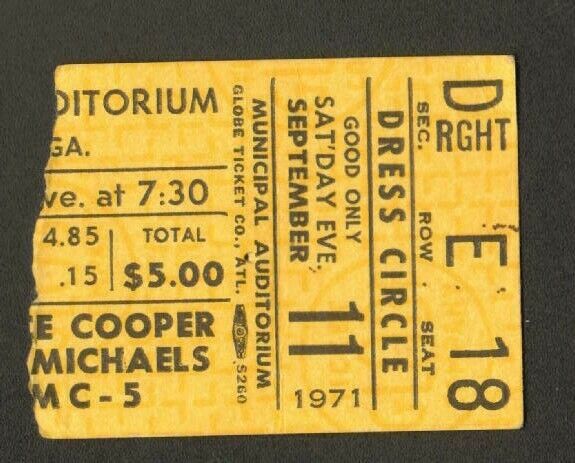 DITORIUM
GA.
ve. at 7:30
4.85 TOTAL
.15 $5.00
E COOPER
MICHAELS
MC-5
GLOBE TICKET CO., ATL. S260
MUNICIPAL AUDITORIUM
SEPTEMBER 11
SAT'DAY EVE,
GOOD ONLY
1971
DRESS CIRCLE
SEC. ROW SEAT
D RGHT
E
18